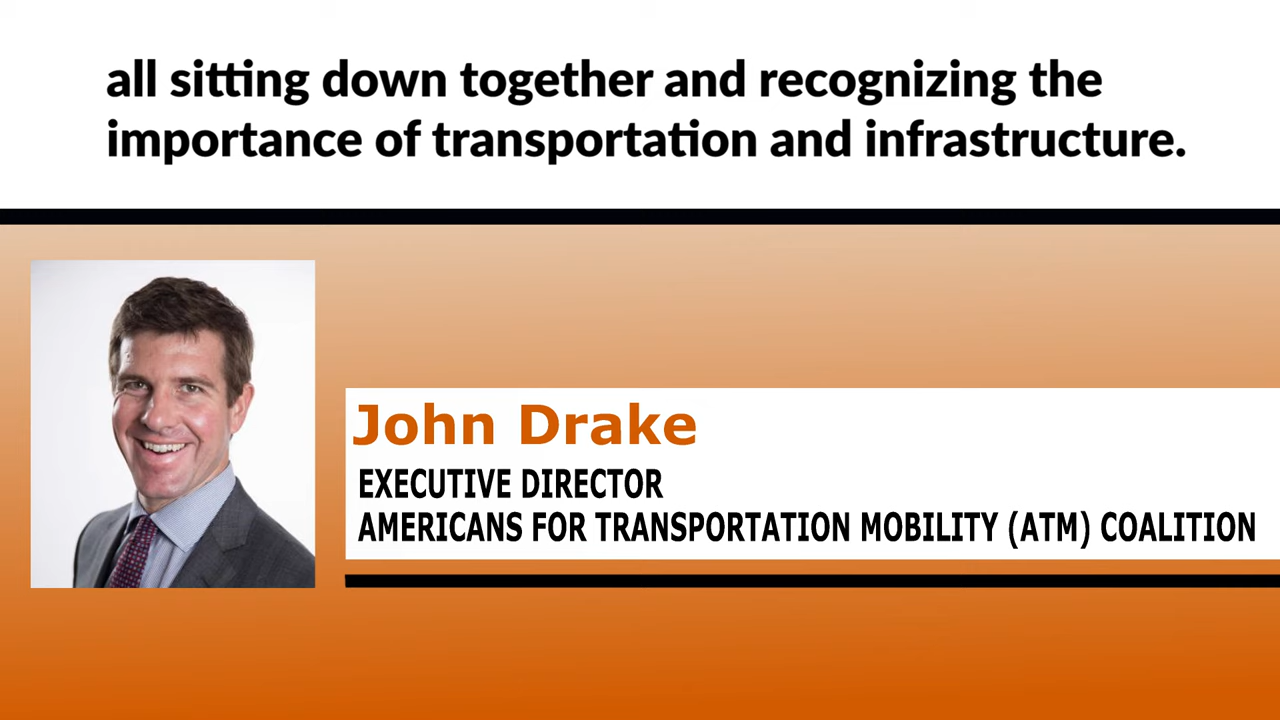 all sitting down together and recognizing the
importance of transportation and infrastructure.
John Drake
EXECUTIVE DIRECTOR
AMERICANS FOR TRANSPORTATION MOBILITY (ATM) COALITION